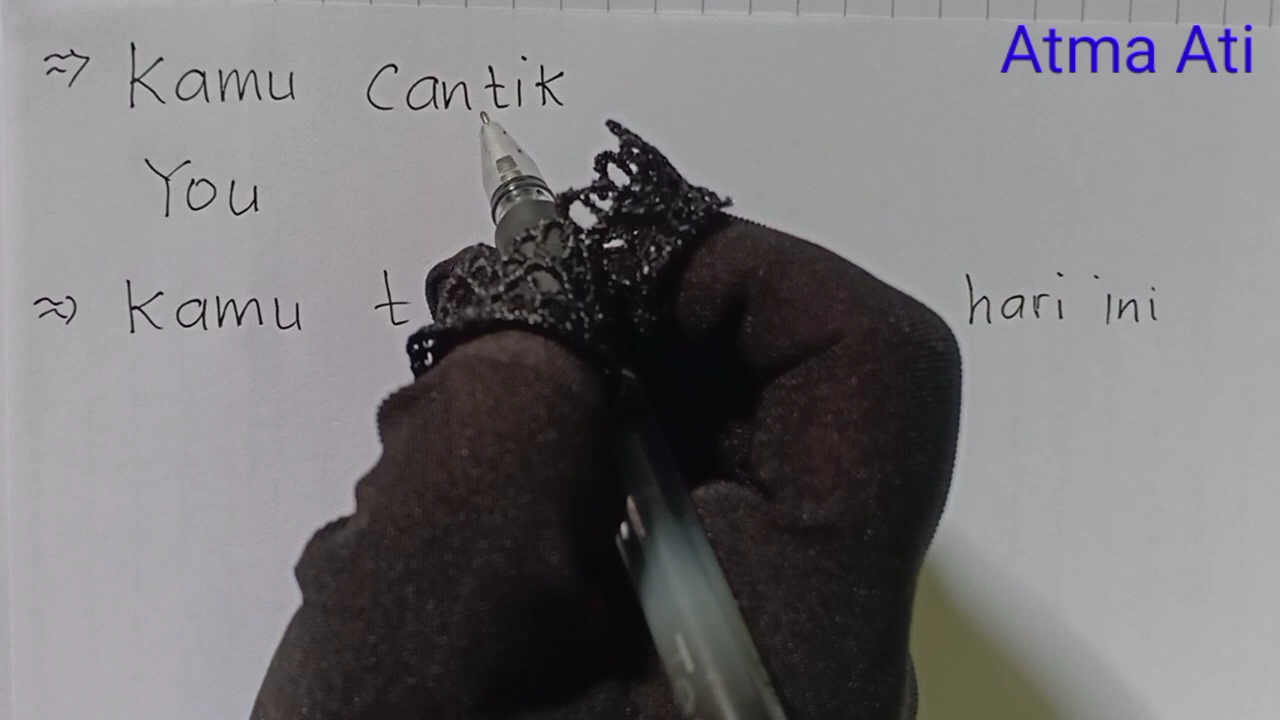 Atma Ati
≈> Kamu Cantik
You
≈> Kamu t hari ini